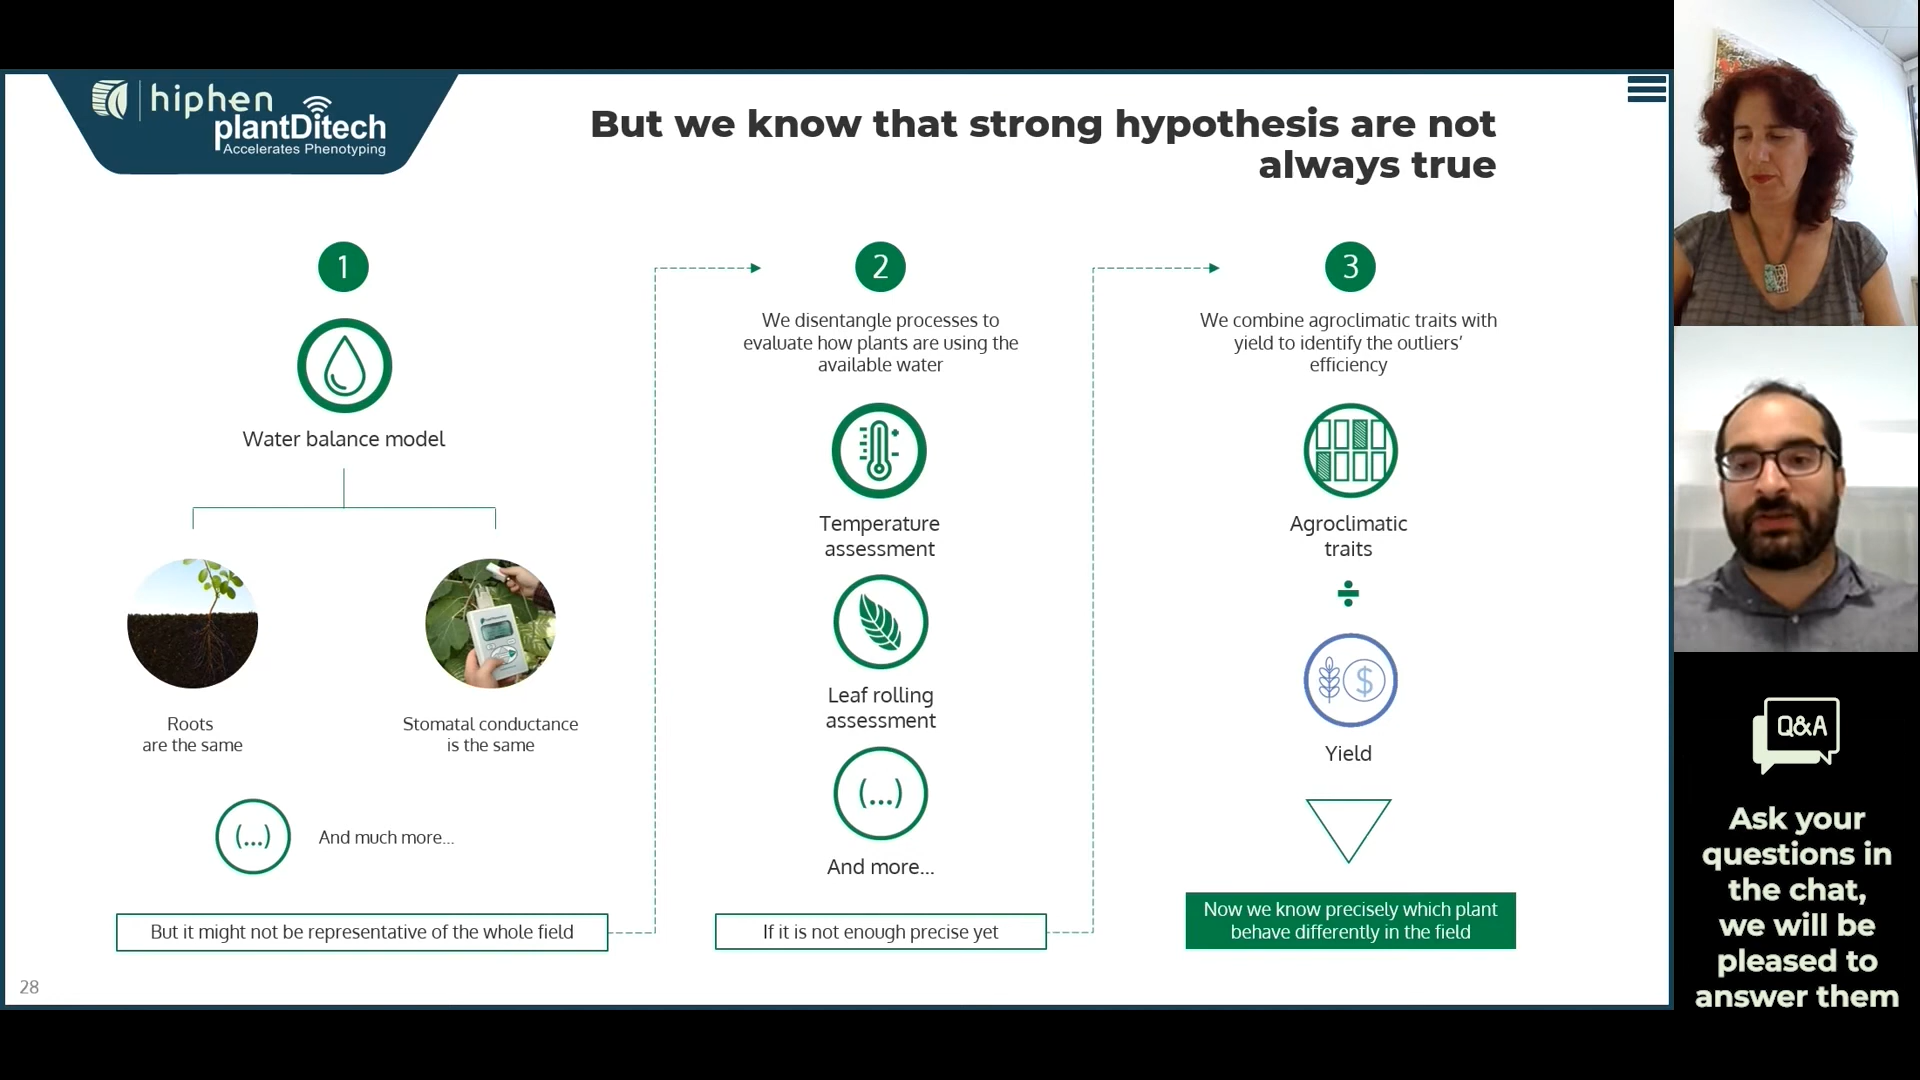 hiphen
plantDitech
Accelerates Phenotyping
But we know that strong hypothesis are not
always true
1
Water balance model
Roots
are the same
Stomatal conductance
is the same
(...)
And much more...
But it might not be representative of the whole field
2
We disentangle processes to
evaluate how plants are using the
available water
Temperature
assessment
Leaf rolling
assessment
(...)
And more...
If it is not enough precise yet
3
We combine agroclimatic traits with
yield to identify the outliers’
efficiency
Agroclimatic
traits
÷
$
Yield
Now we know precisely which plant
behave differently in the field
28
Q&A
Ask your
questions in
the chat,
we will be
pleased to
answer them